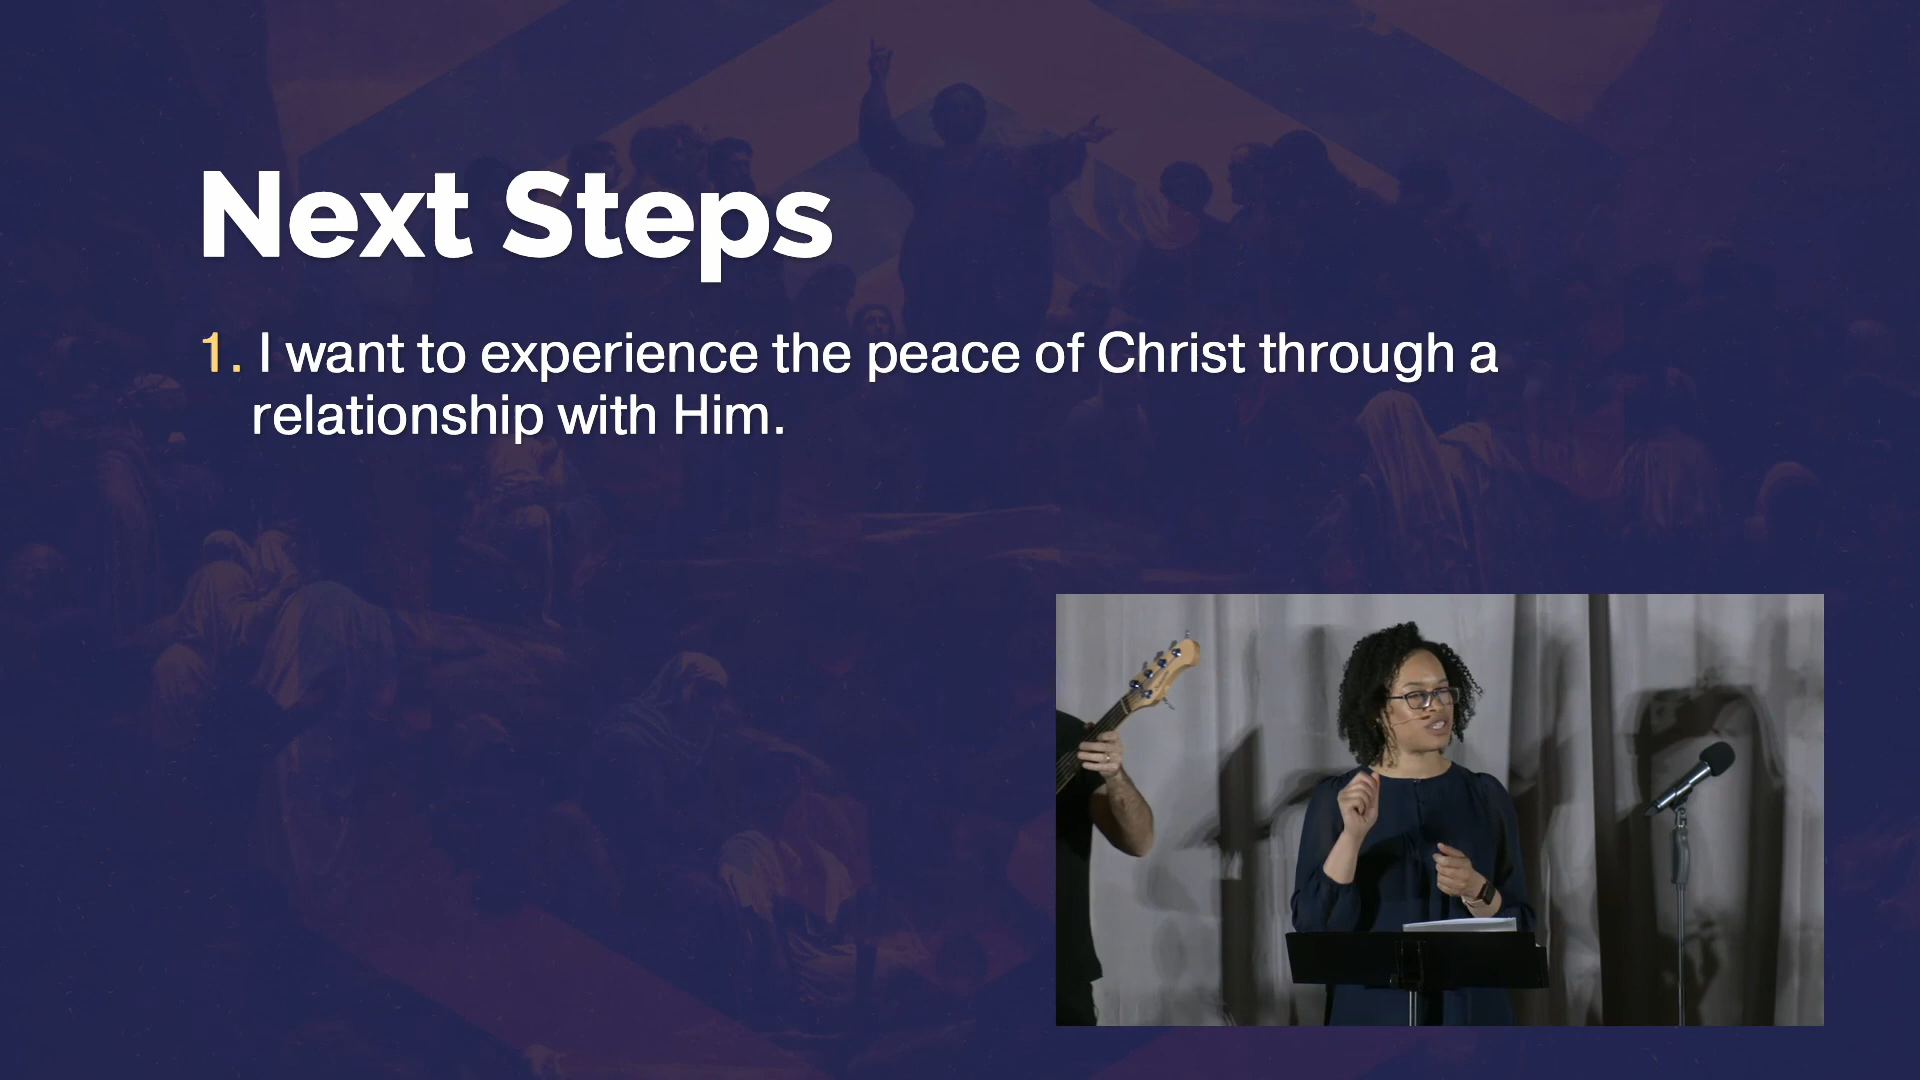 Next Steps
1. I want to experience the peace of Christ through a
relationship with Him.